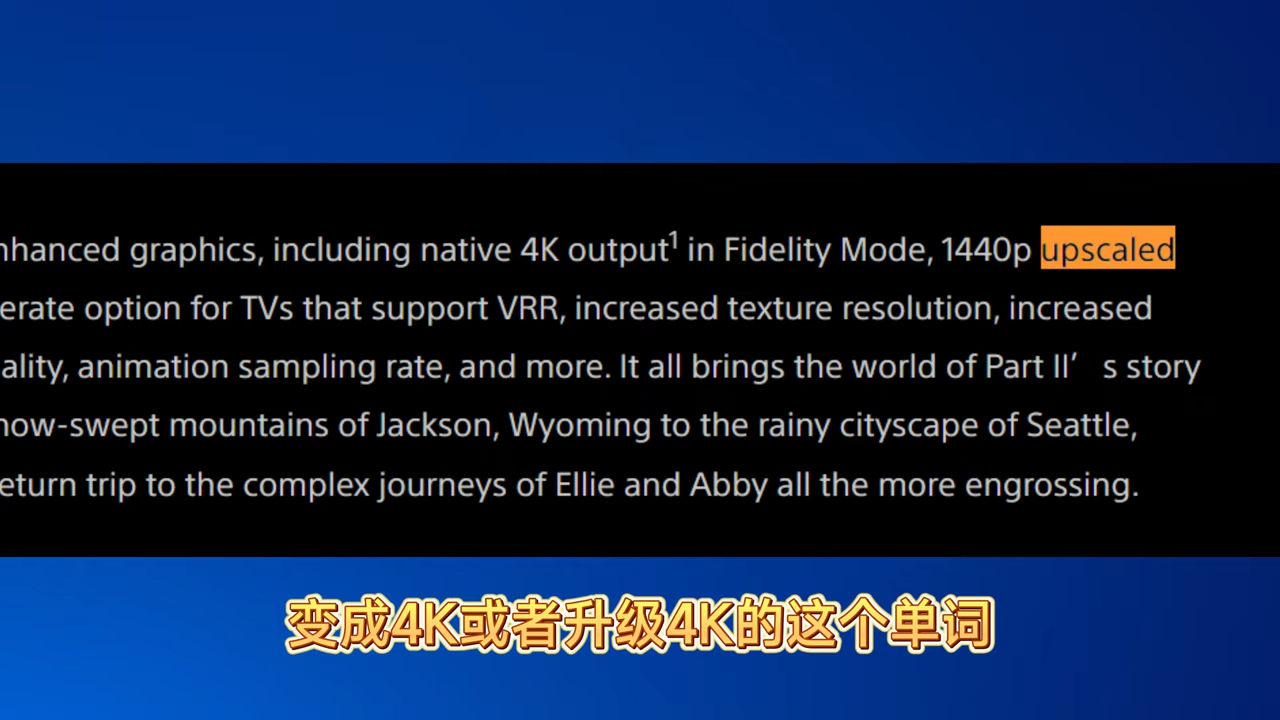 nhanced graphics, including native 4K output¹ in Fidelity Mode, 1440p upscaled
erate option for TVs that support VRR, increased texture resolution, increased
ality, animation sampling rate, and more. It all brings the world of Part II’ s story
now-swept mountains of Jackson, Wyoming to the rainy cityscape of Seattle,
eturn trip to the complex journeys of Ellie and Abby all the more engrossing.
变成4K或者升级4K的这个单词